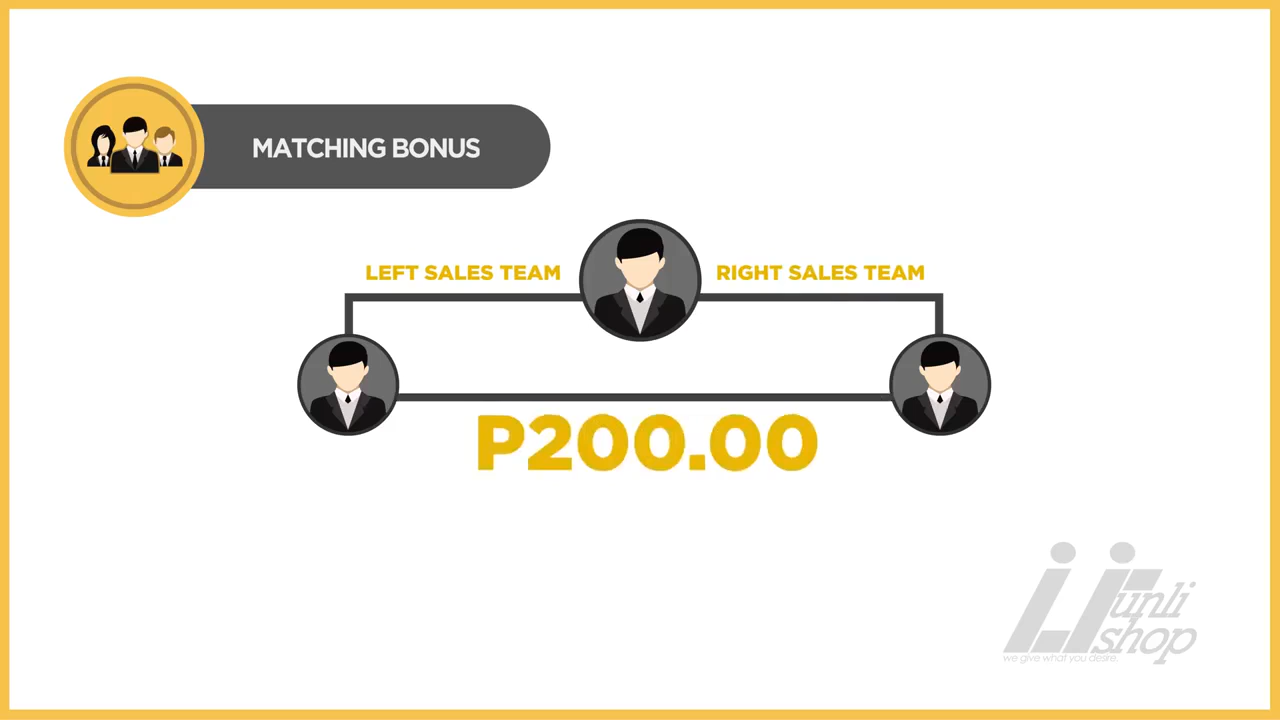 MATCHING BONUS
LEFT SALES TEAM
RIGHT SALES TEAM
P200.00
unli
shop
we give what you desire.